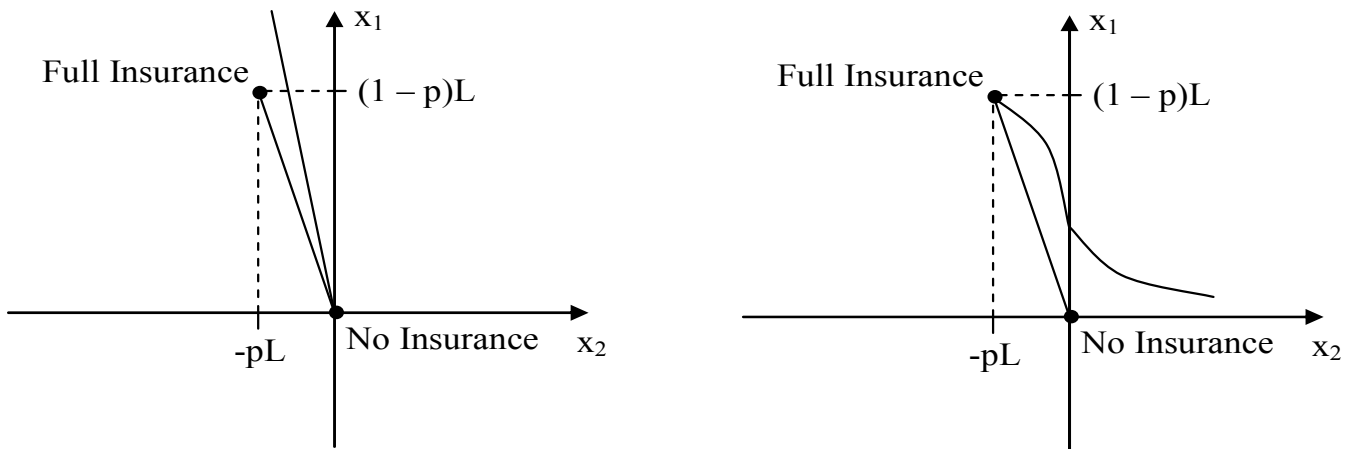 x₁
Full Insurance
(1 – p)L
No Insurance
-pL
x₂
x₁
Full Insurance
(1 – p)L
No Insurance
-pL
x₂